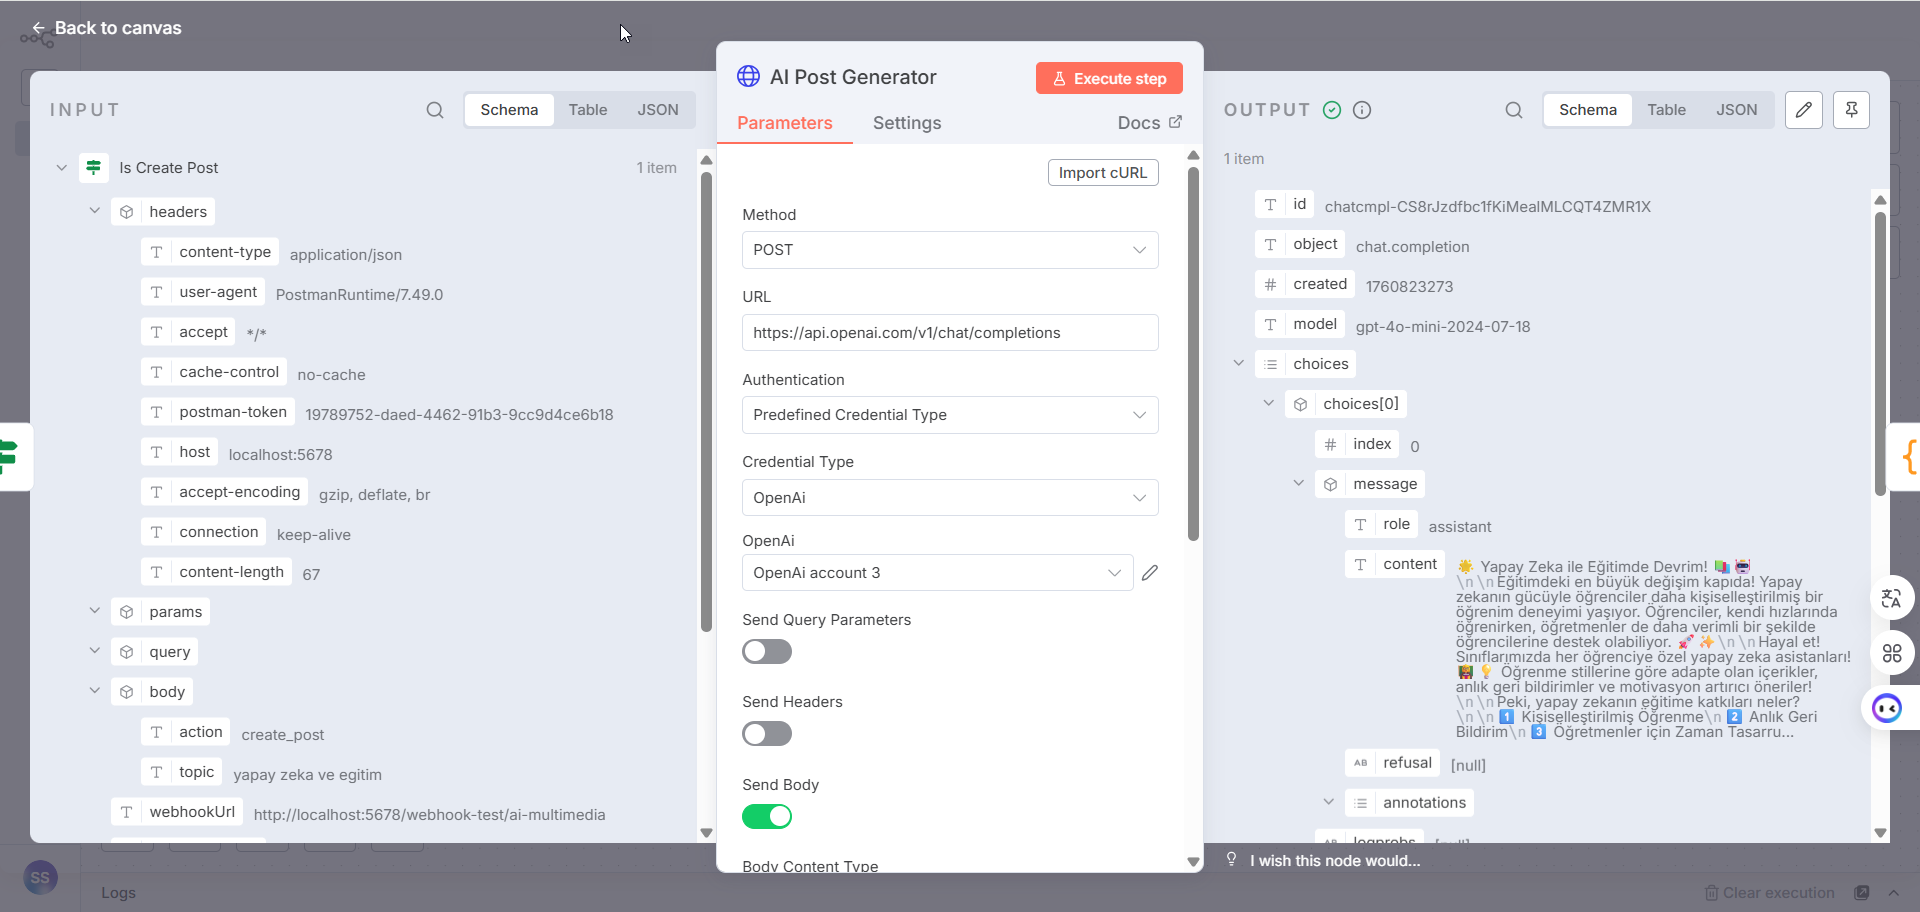 Back to canvas
INPUT
Schema
Table
JSON
Is Create Post
1 item
headers
T content-type application/json
T user-agent PostmanRuntime/7.49.0
T accept */*
T cache-control no-cache
T postman-token 19789752-daed-4462-91b3-9cc9d4ce6b18
T host localhost:5678
T accept-encoding gzip, deflate, br
T connection keep-alive
T content-length 67
params
query
body
T action create_post
T topic yapay zeka ve egitim
T webhookUrl http://localhost:5678/webhook-test/ai-multimedia
AI Post Generator
Execute step
Parameters
Settings
Docs
Import cURL
Method
POST
URL
https://api.openai.com/v1/chat/completions
Authentication
Predefined Credential Type
Credential Type
OpenAi
OpenAi
OpenAi account 3
Send Query Parameters
Send Headers
Send Body
Body Content Type
OUTPUT
Schema
Table
JSON
1 item
T id chatcmpl-CS8rJzdfbc1fKiMealMLCQT4ZMR1X
T object chat.completion
# created 1760823273
T model gpt-4o-mini-2024-07-18
choices
choices[0]
# index 0
message
T role assistant
T content 🌟 Yapay Zeka ile Eğitimde Devrim! 📚🤖
\n\nEğitimdeki en büyük değişim kapıda! Yapay
zekanın gücüyle öğrenciler daha kişiselleştirilmiş bir
öğrenim deneyimi yaşıyor. Öğrenciler, kendi hızlarında
öğrenirken, öğretmenler de daha verimli bir şekilde
öğrencilerine destek olabiliyor. 🚀✨\n\nHayal et!
Sınıflarımızda her öğrenciye özel yapay zeka asistanları!
👩‍🏫💡 Öğrenme stillerine göre adapte olan içerikler,
anlık geri bildirimler ve motivasyon artırıcı öneriler!
\n\nPeki, yapay zekanın eğitime katkıları neler?
\n\n1️⃣ Kişiselleştirilmiş Öğrenme\n2️⃣ Anlık Geri
Bildirim\n3️⃣ Öğretmenler için Zaman Tasarru...
AB refusal [null]
annotations
AB logprobs [null]
I wish this node would...
SS
Logs
Clear execution